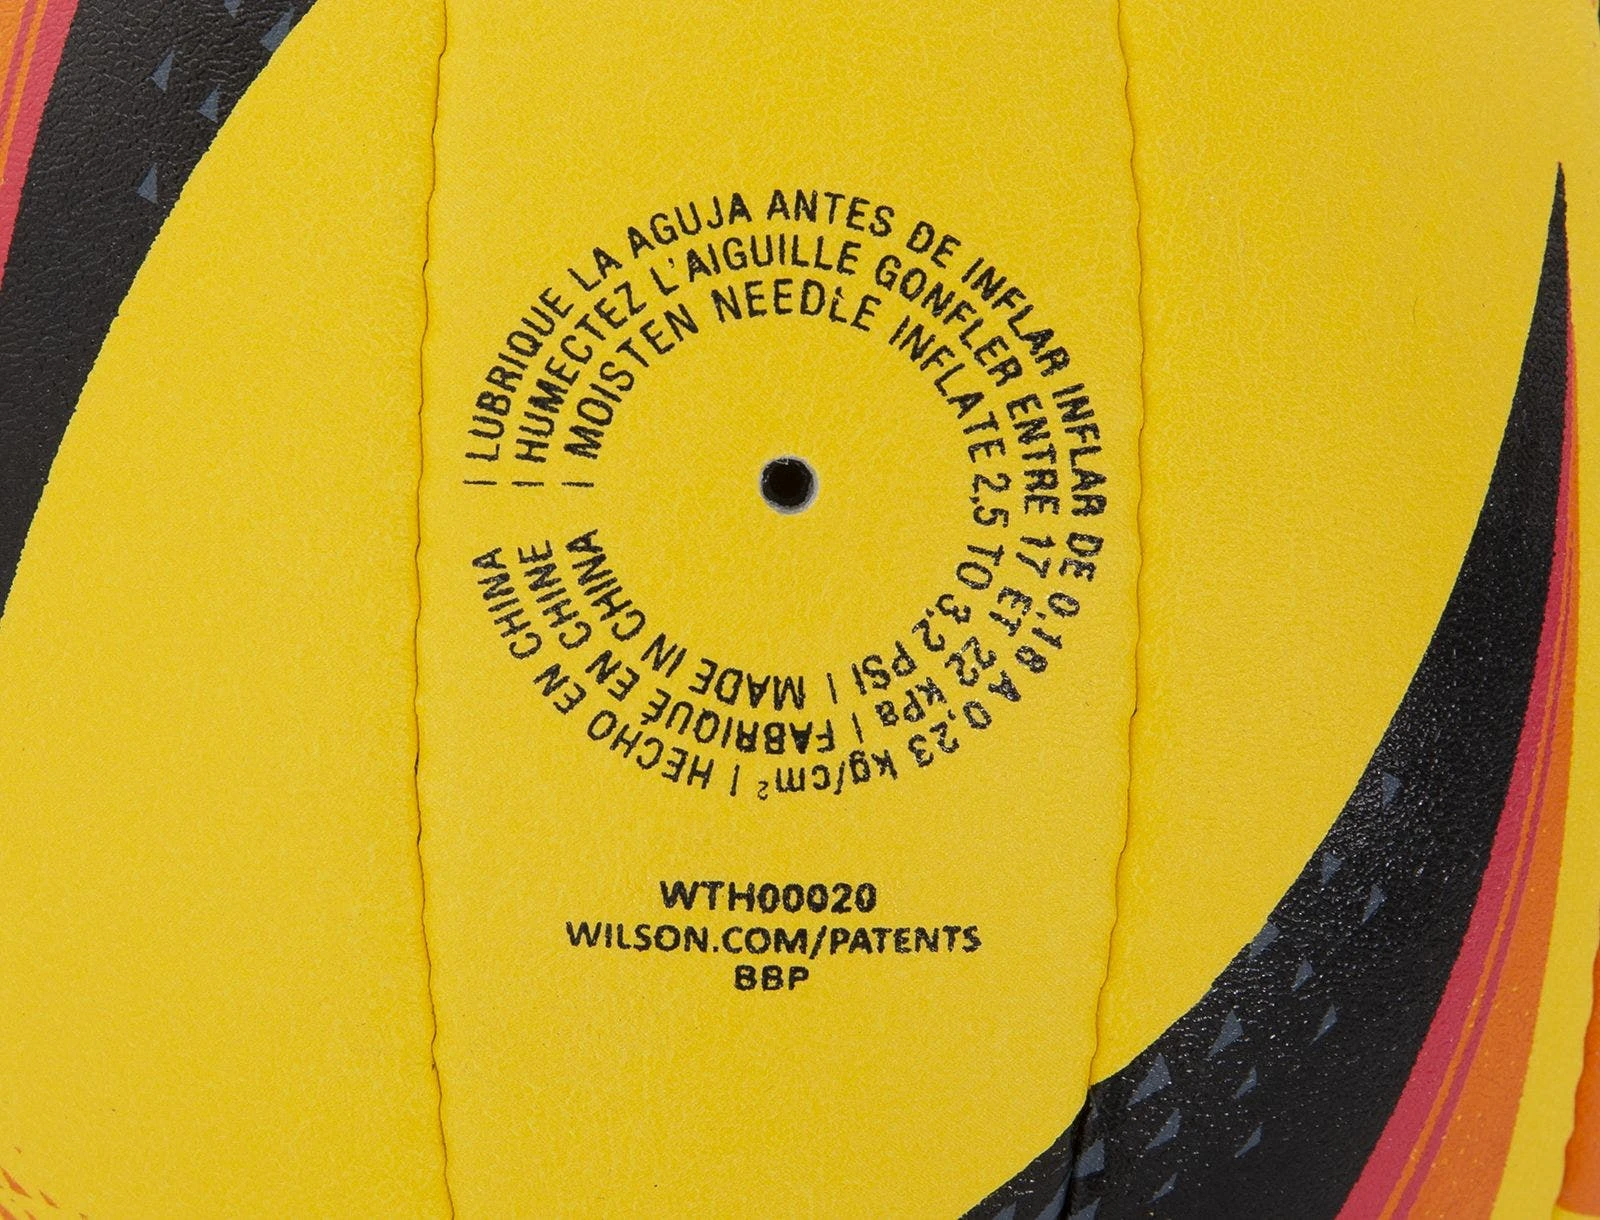 | LUBRIQUE LA AGUJA ANTES DE INFLAR INFLAR DE 0,18 A 0,23 kg/cm² | HECHO EN CHINA
| HUMECTEZ L'AIGUILLE GONFLER ENTRE 17 ET 22 kPa | FABRIQUÉ EN CHINE
| MOISTEN NEEDLE INFLATE 2,5 TO 3,2 PSI | MADE IN CHINA
WTH00020
WILSON.COM/PATENTS
BBP